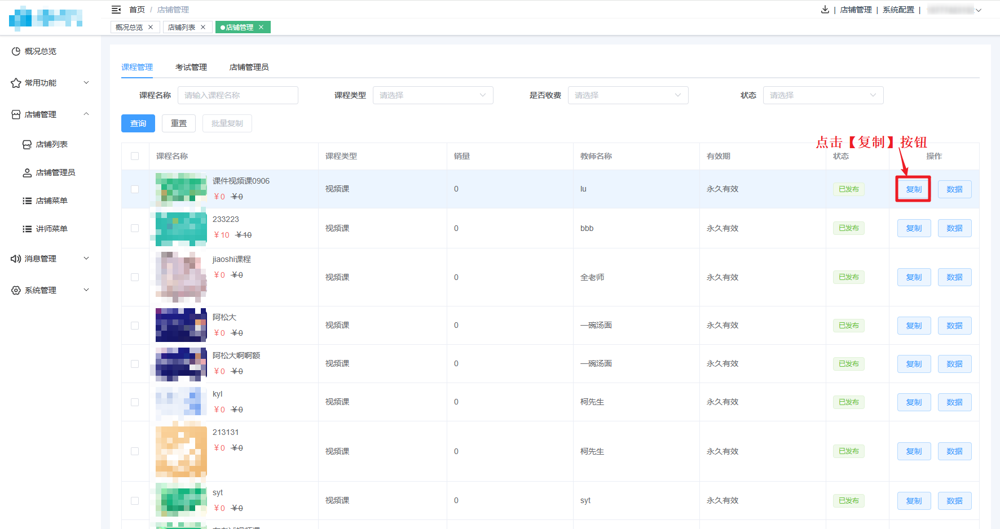 首页 / 店铺管理
| 店铺管理 | 系统配置 |
概况总览 × 店铺列表 × 店铺管理 ×
概况总览
常用功能
店铺管理
店铺列表
店铺管理员
店铺菜单
讲师菜单
消息管理
系统管理
课程管理 考试管理 店铺管理员
课程名称 请输入课程名称 课程类型 请选择 是否收费 请选择 状态 请选择
查询 重置 批量复制
点击【复制】按钮
课程名称 课程类型 销量 教师名称 有效期 状态 操作
课件视频课0906
¥0 ¥0
视频课 0 lu 永久有效 已发布 复制 数据
233223
¥10 ¥10
视频课 0 bbb 永久有效 已发布 复制 数据
jiaoshi课程
¥0 ¥0
视频课 0 全老师 永久有效 已发布 复制 数据
阿松大
¥0 ¥0
视频课 0 一碗汤面 永久有效 已发布 复制 数据
阿松大啊啊额
¥0 ¥0
视频课 0 一碗汤面 永久有效 已发布 复制 数据
kyl
¥0 ¥0
视频课 0 柯先生 永久有效 已发布 复制 数据
213131
¥0 ¥0
视频课 0 柯先生 永久有效 已发布 复制 数据
syt
¥0 ¥0
视频课 0 syt 永久有效 已发布 复制 数据